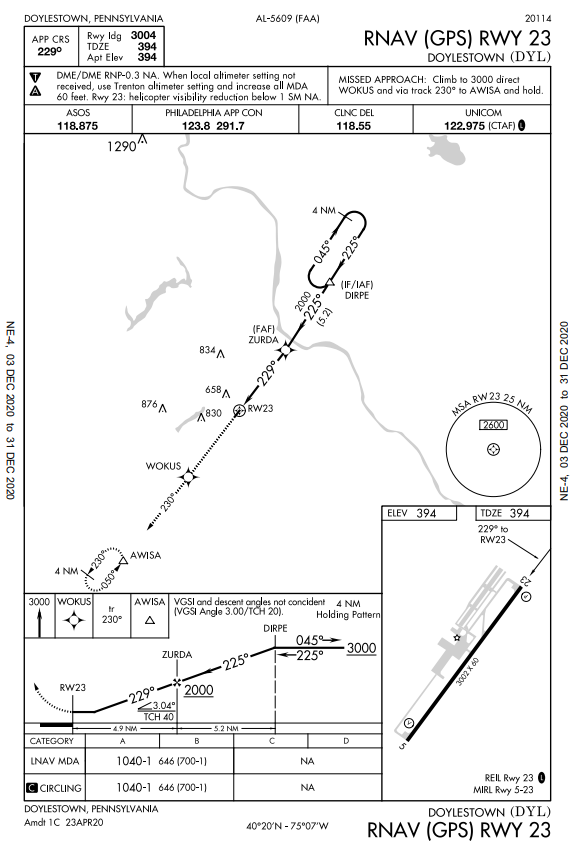 DOYLESTOWN, PENNSYLVANIA
AL-5609 (FAA)
20114
APP CRS
229°
Rwy ldg 3004
TDZE 394
Apt Elev 394
RNAV (GPS) RWY 23
DOYLESTOWN (DYL)
T
A
DME/DME RNP-0.3 NA. When local altimeter setting not
received, use Trenton altimeter setting and increase all MDA
60 feet. Rwy 23: helicopter visibility reduction below 1 SM NA.
MISSED APPROACH: Climb to 3000 direct
WOKUS and via track 230° to AWISA and hold.
ASOS
118.875
PHILADELPHIA APP CON
123.8 291.7
CLNC DEL
118.55
UNICOM
122.975 (CTAF) L
1290
4 NM
045°
225°
(IF/IAF)
DIRPE
2000
225°
(5.2)
(FAF)
ZURDA
834
229°
658
876
830
RW23
MSA RW23 25 NM
2600
WOKUS
230°
AWISA
4 NM
230°
050°
NE-4, 03 DEC 2020 to 31 DEC 2020
NE-4, 03 DEC 2020 to 31 DEC 2020
ELEV 394
TDZE 394
229° to
RW23
23
3002 X 60
5
REIL Rwy 23 L
MIRL Rwy 5-23
3000
WOKUS
tr
230°
AWISA
VGSI and descent angles not concident
(VGSI Angle 3.00/TCH 20).
4 NM
Holding Pattern
DIRPE
045°
225°
3000
ZURDA
225°
2000
RW23
229°
3.04°
TCH 40
4.9 NM
5.2 NM
CATEGORY A B C D
LNAV MDA 1040-1 646 (700-1) NA
C CIRCLING 1040-1 646 (700-1) NA
DOYLESTOWN, PENNSYLVANIA
Amdt 1C 23APR20
40°20'N - 75°07'W
DOYLESTOWN (DYL)
RNAV (GPS) RWY 23